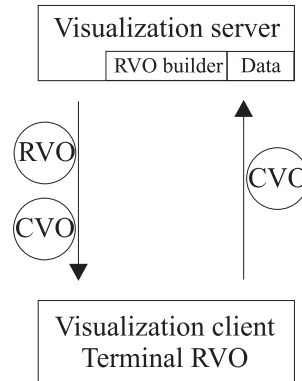 Visualization server
RVO builder Data
RVO
CVO
CVO
Visualization client
Terminal RVO